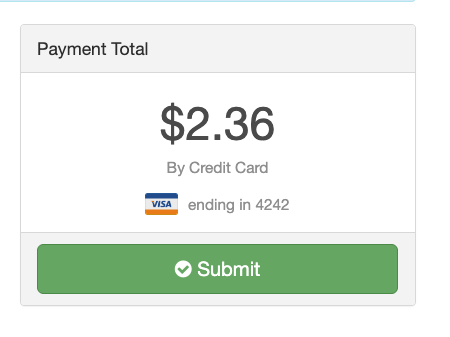 Payment Total
$2.36
By Credit Card
VISA ending in 4242
Submit